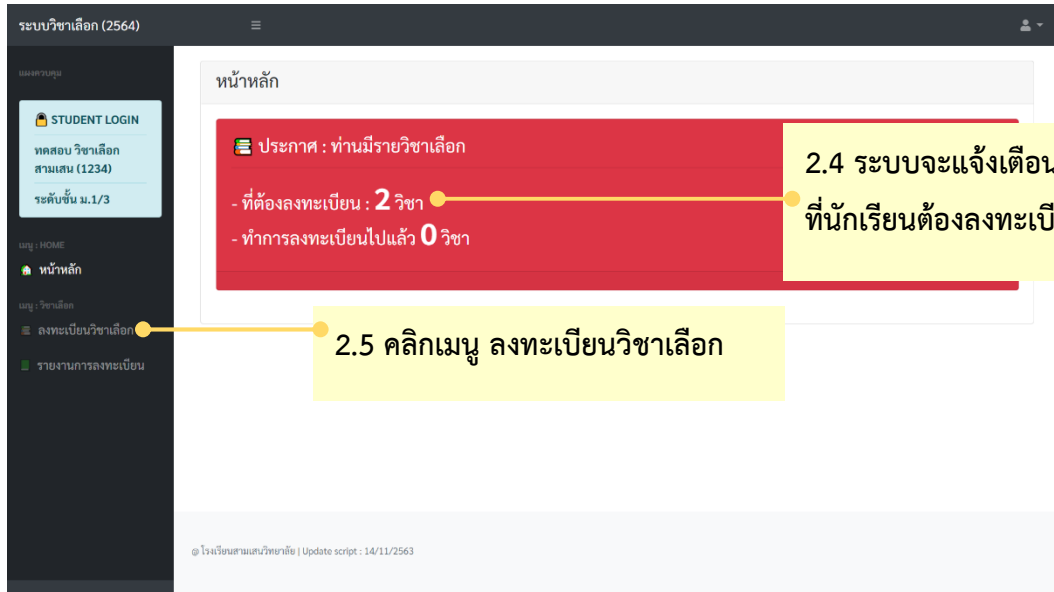 ระบบวิชาเลือก (2564)
แผงควบคุม
STUDENT LOGIN
ทดสอบ วิชาเลือก
สามเสน (1234)
ระดับชั้น ม.1/3
เมนู : HOME
หน้าหลัก
เมนู : วิชาเลือก
ลงทะเบียนวิชาเลือก
รายงานการลงทะเบียน
หน้าหลัก
ประกาศ : ท่านมีรายวิชาเลือก
- ที่ต้องลงทะเบียน : 2 วิชา
- ทำการลงทะเบียนไปแล้ว 0 วิชา
2.4 ระบบจะแจ้งเตือน
ที่นักเรียนต้องลงทะเบี
2.5 คลิกเมนู ลงทะเบียนวิชาเลือก
@ โรงเรียนสามเสนวิทยาลัย | Update script : 14/11/2563